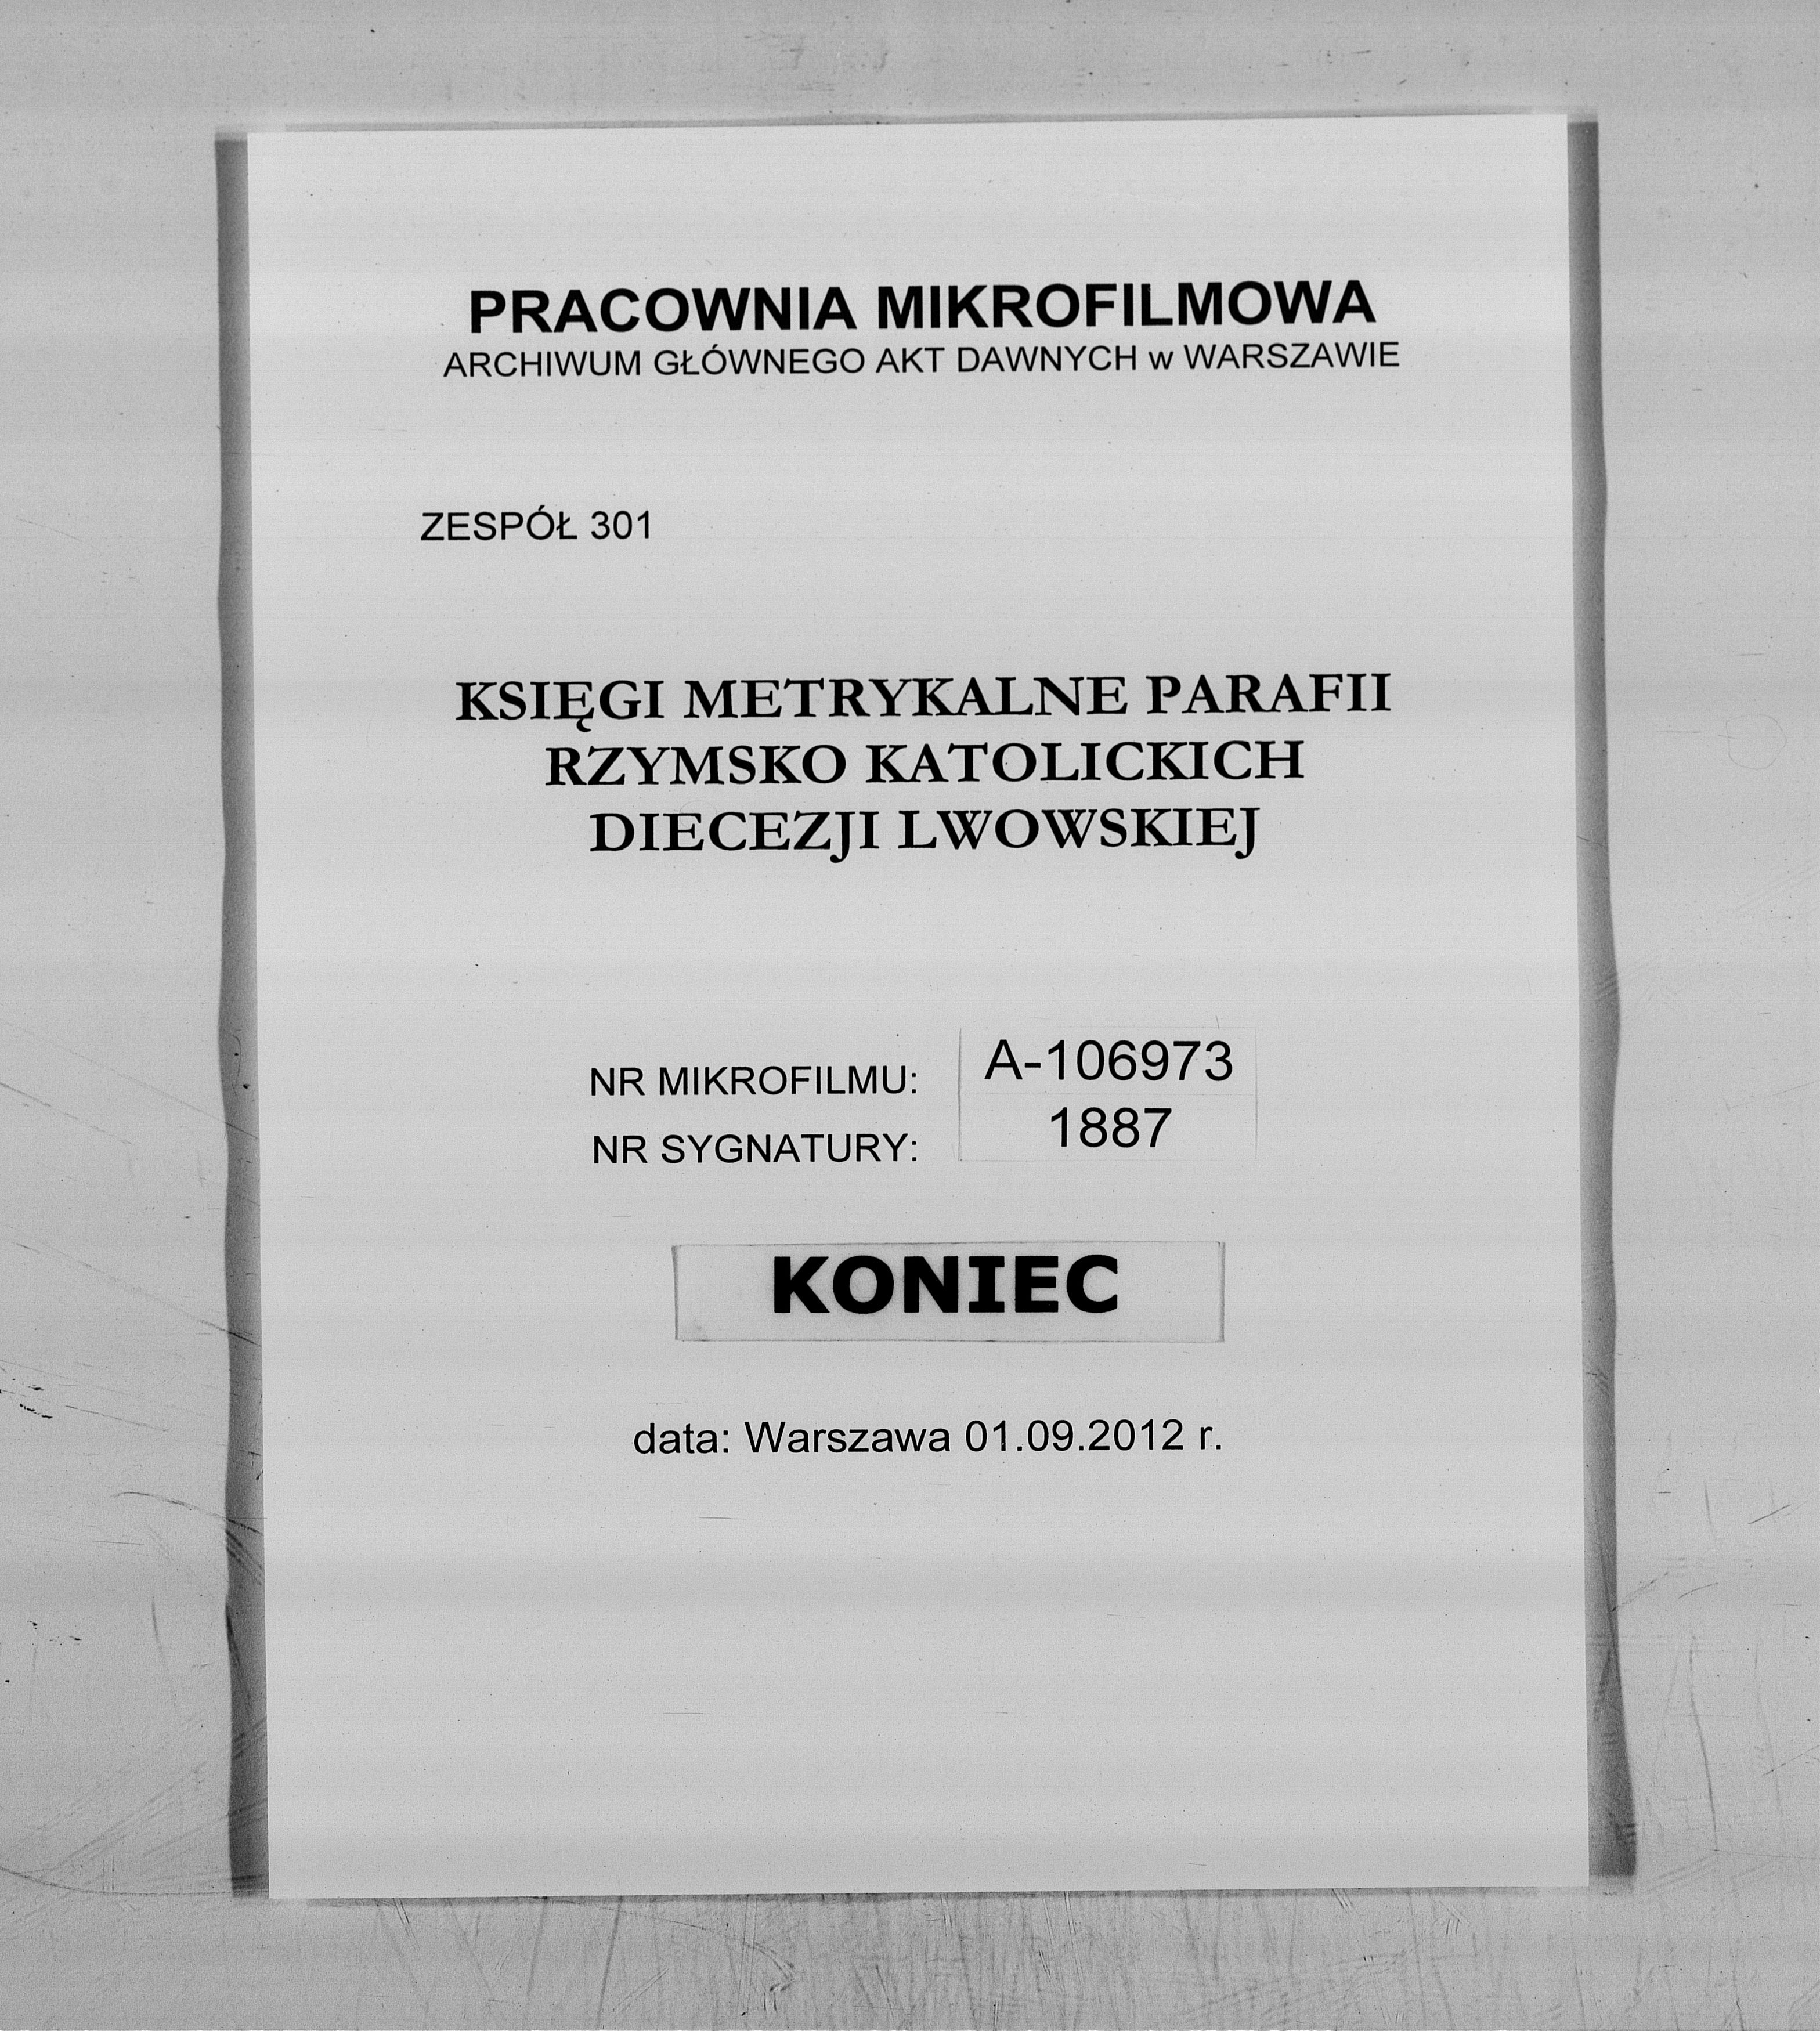 PRACOWNIA MIKROFILMOWA
ARCHIWUM GŁÓWNEGO AKT DAWNYCH w WARSZAWIE
ZESPÓŁ 301
KSIĘGI METRYKALNE PARAFII
RZYMSKO KATOLICKICH
DIECEZJI LWOWSKIEJ
NR MIKROFILMU: A-106973
NR SYGNATURY: 1887
KONIEC
data: Warszawa 01.09.2012 r.